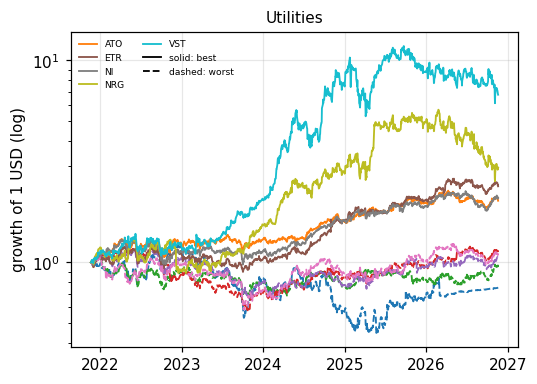 Utilities
growth of 1 USD (log)
10¹
10⁰
ATO
ETR
NI
NRG
VST
solid: best
dashed: worst
2022 2023 2024 2025 2026 2027